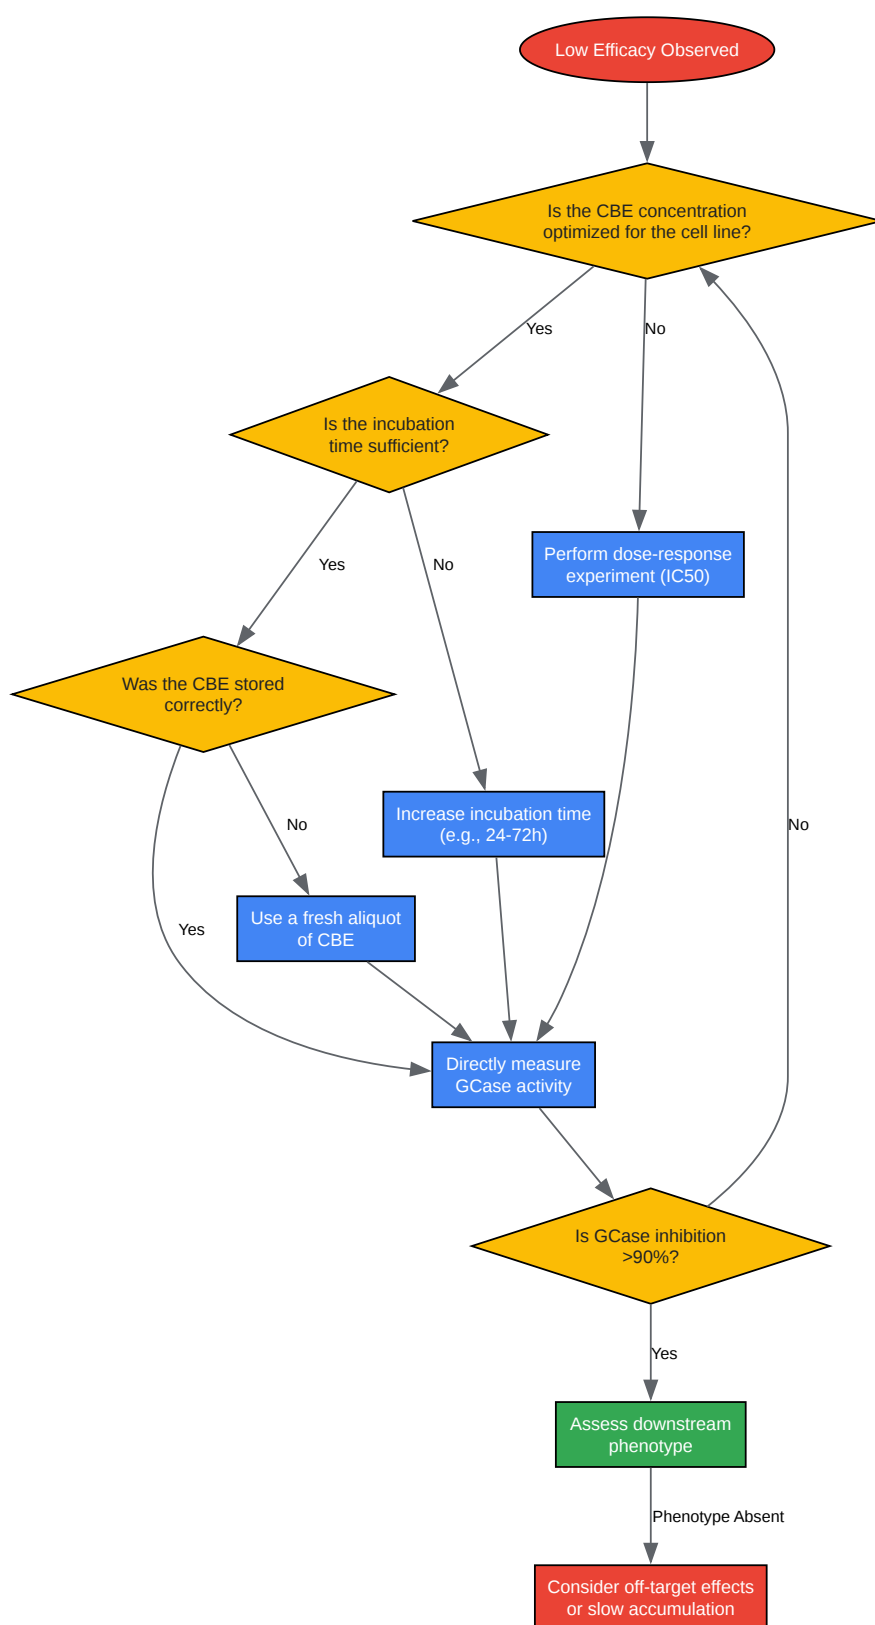 Low Efficacy Observed
Is the CBE concentration
optimized for the cell line?
Yes
No
Is the incubation
time sufficient?
Yes
No
Perform dose-response
experiment (IC50)
Was the CBE stored
correctly?
No
Increase incubation time
(e.g., 24-72h)
No
Use a fresh aliquot
of CBE
Yes
Directly measure
GCase activity
Is GCase inhibition
>90%?
Yes
Assess downstream
phenotype
Phenotype Absent
Consider off-target effects
or slow accumulation